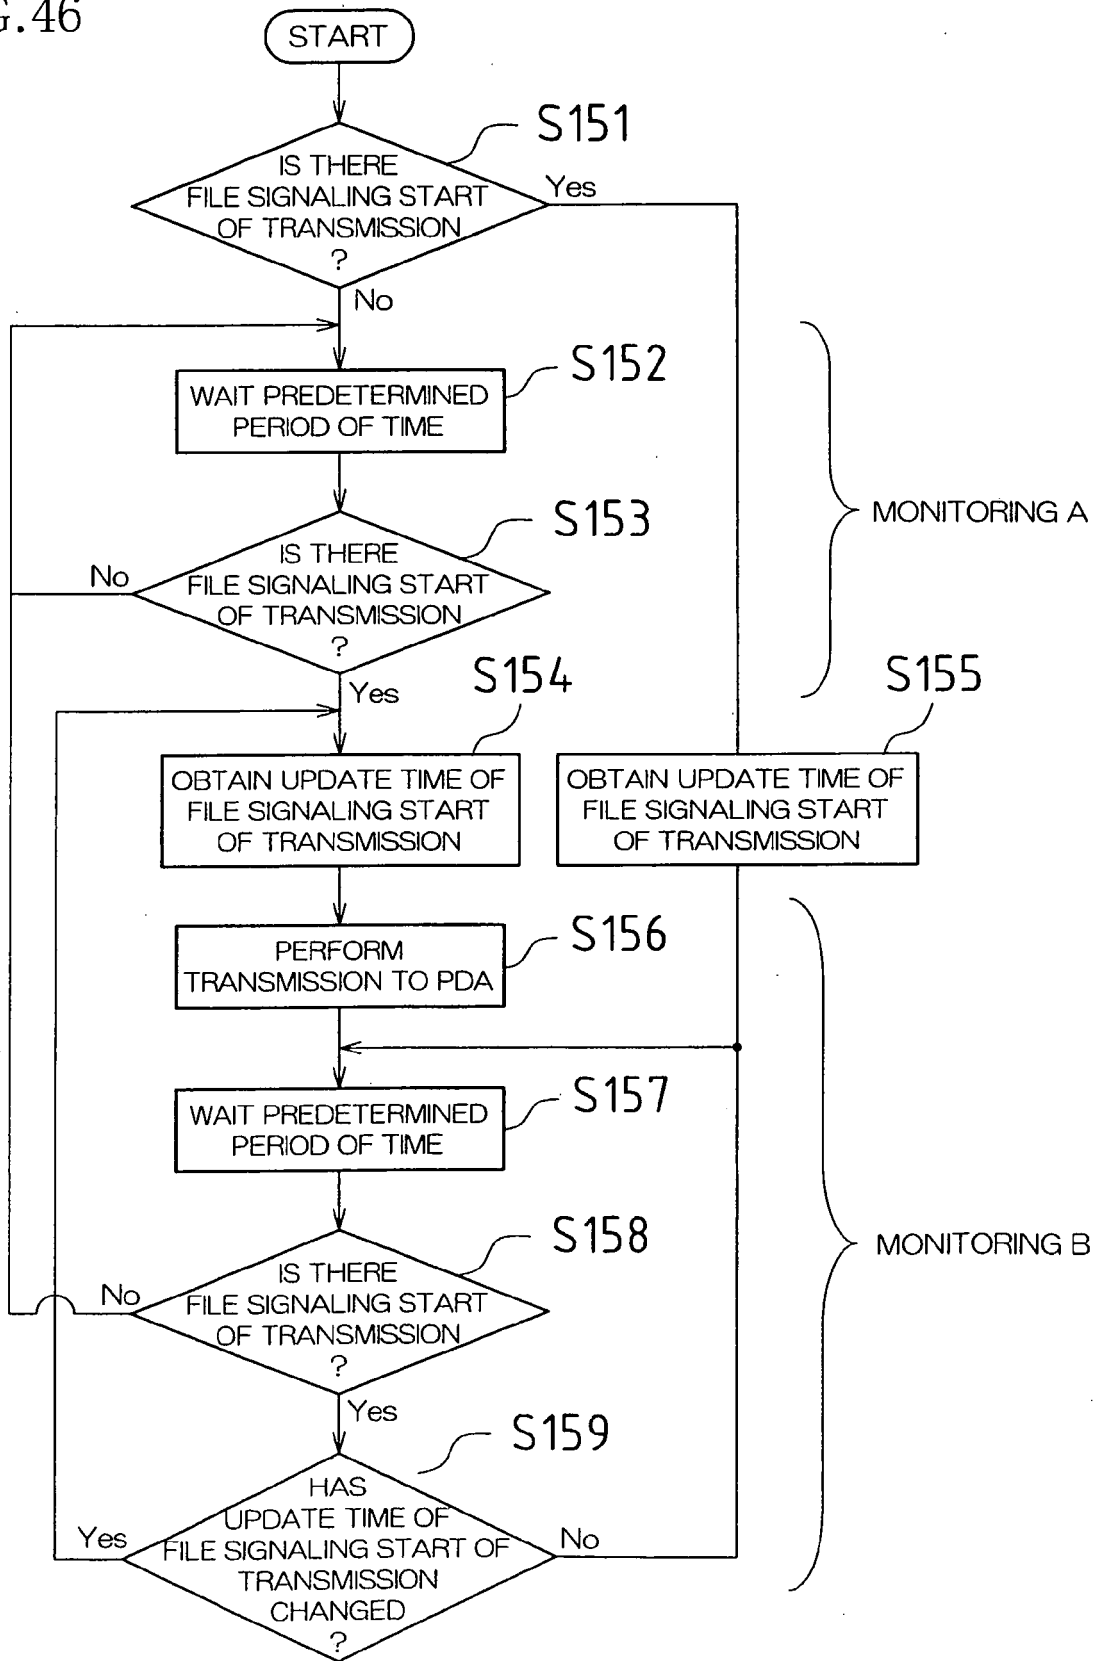 G.46
START
S151
IS THERE
FILE SIGNALING START
OF TRANSMISSION
?
Yes
No
S152
WAIT PREDETERMINED
PERIOD OF TIME
MONITORING A
S153
IS THERE
FILE SIGNALING START
OF TRANSMISSION
?
No
Yes
S154
OBTAIN UPDATE TIME OF
FILE SIGNALING START
OF TRANSMISSION
S155
OBTAIN UPDATE TIME OF
FILE SIGNALING START
OF TRANSMISSION
S156
PERFORM
TRANSMISSION TO PDA
S157
WAIT PREDETERMINED
PERIOD OF TIME
MONITORING B
S158
IS THERE
FILE SIGNALING START
OF TRANSMISSION
?
No
Yes
S159
HAS
UPDATE TIME OF
FILE SIGNALING START OF
TRANSMISSION
CHANGED
?
Yes
No